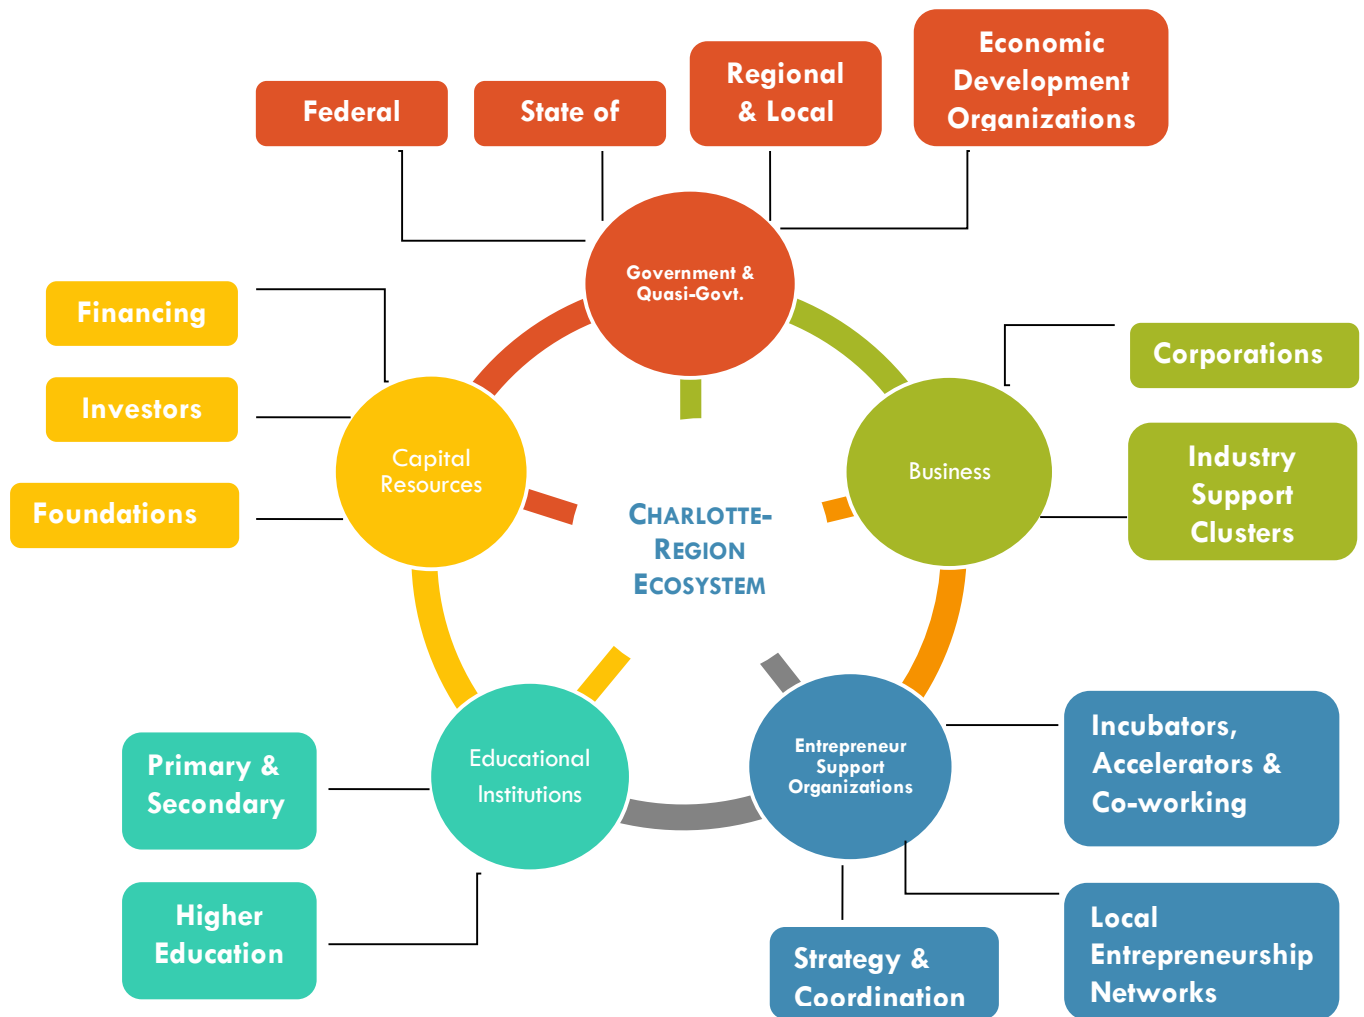 Economic
Development
Organizations
Regional
& Local
Federal
State of
Government &
Quasi-Govt.
Financing
Investors
Foundations
Capital
Resources
Business
Corporations
Industry
Support
Clusters
CHARLOTTE-
REGION
ECOSYSTEM
Primary &
Secondary
Educational
Institutions
Higher
Education
Entrepreneur
Support
Organizations
Incubators,
Accelerators &
Co-working
Strategy &
Coordination
Local
Entrepreneurship
Networks